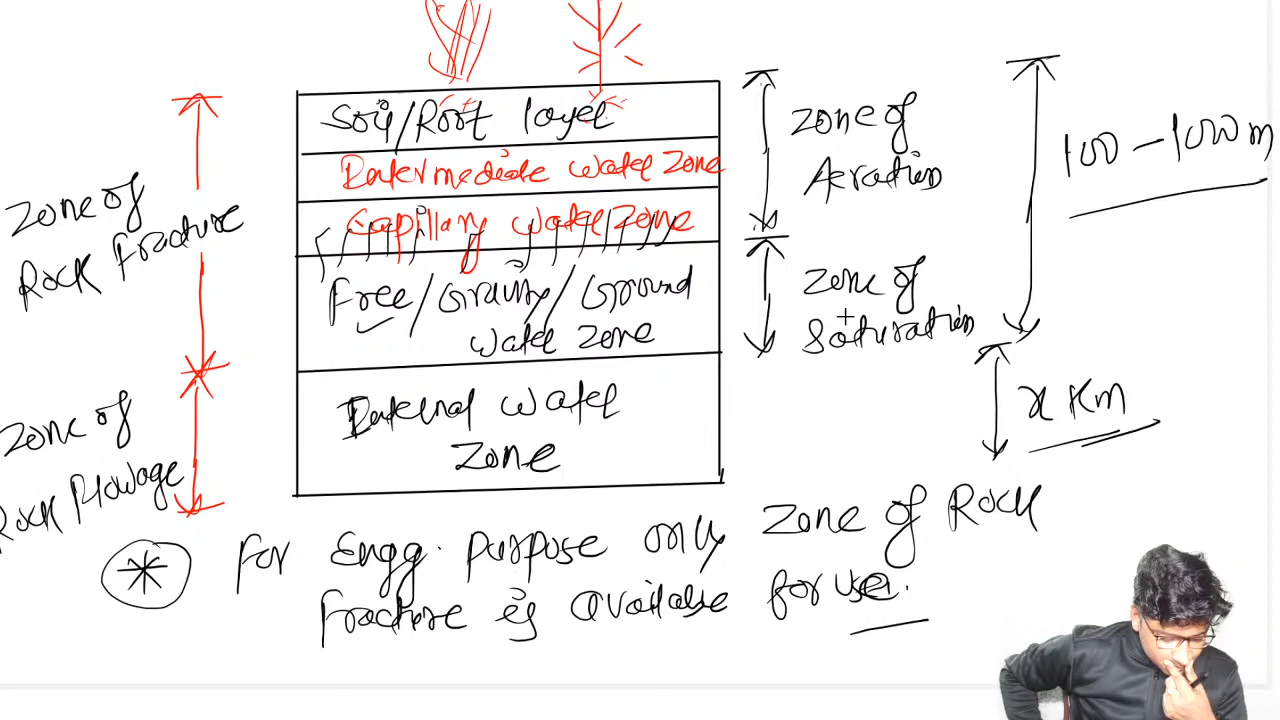 Soil/Root layer
Intermediate water zone
Capillary water zone
Free/Gravity/Ground
water zone
Internal water
zone
Zone of
Rock fracture
Zone of
Rock Flowage
Zone of
Aeration
Zone of
Saturation
100 - 1000 m
x km
* For Engg. purpose only zone of Rock
fracture is available for use.